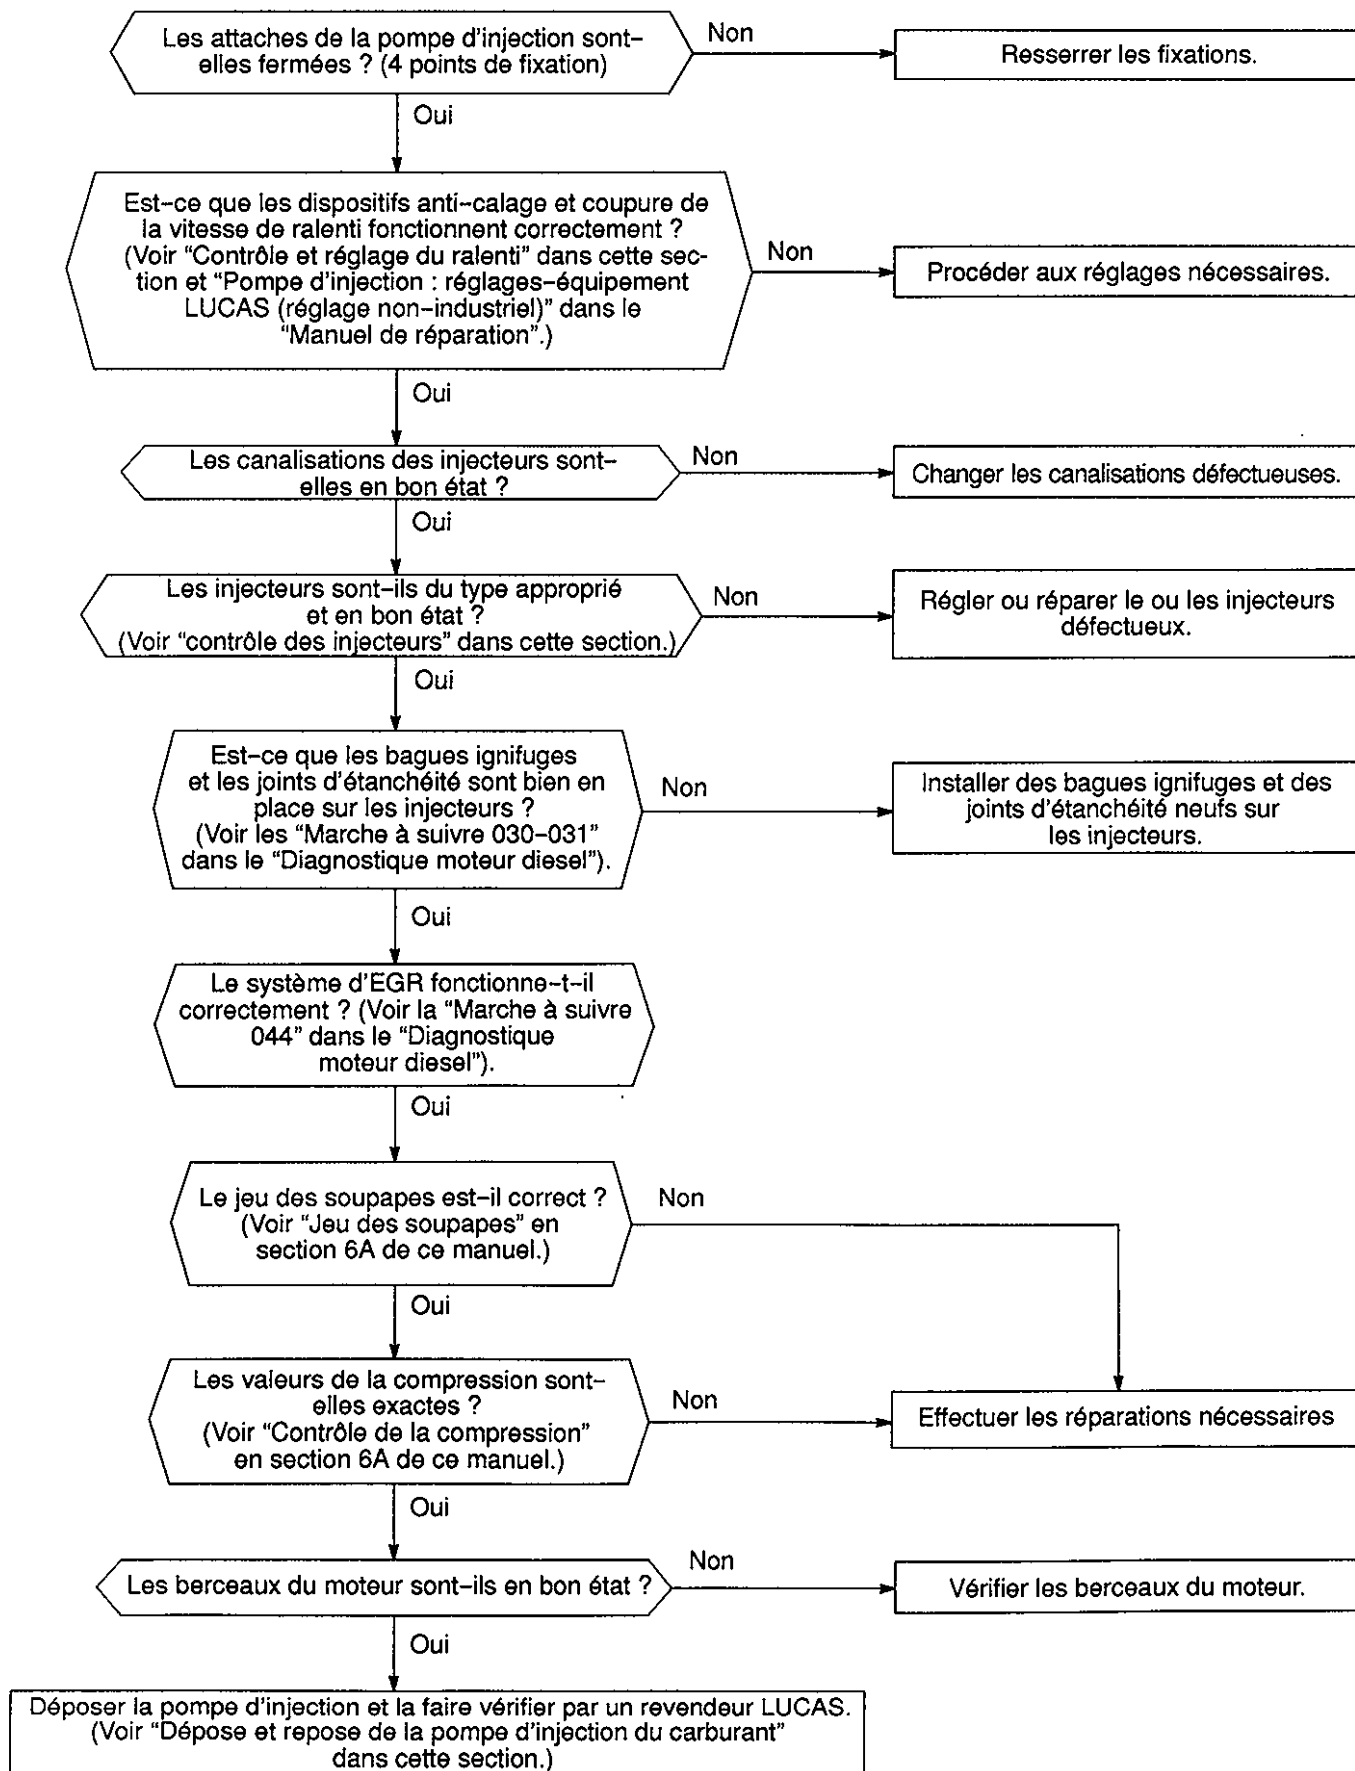 Les attaches de la pompe d'injection sont–
elles fermées ? (4 points de fixation)
Non
Resserrer les fixations.
Oui
Est–ce que les dispositifs anti–calage et coupure de
la vitesse de ralenti fonctionnent correctement ?
(Voir “Contrôle et réglage du ralenti” dans cette sec–
tion et “Pompe d'injection : réglages–équipement
LUCAS (réglage non–industriel)” dans le
“Manuel de réparation”.)
Non
Procéder aux réglages nécessaires.
Oui
Les canalisations des injecteurs sont–
elles en bon état ?
Non
Changer les canalisations défectueuses.
Oui
Les injecteurs sont–ils du type approprié
et en bon état ?
(Voir “contrôle des injecteurs” dans cette section.)
Non
Régler ou réparer le ou les injecteurs
défectueux.
Oui
Est–ce que les bagues ignifuges
et les joints d'étanchéité sont bien en
place sur les injecteurs ?
(Voir les “Marche à suivre 030–031”
dans le “Diagnostique moteur diesel”).
Non
Installer des bagues ignifuges et des
joints d'étanchéité neufs sur
les injecteurs.
Oui
Le système d'EGR fonctionne–t–il
correctement ? (Voir la “Marche à suivre
044” dans le “Diagnostique
moteur diesel”).
Oui
Le jeu des soupapes est–il correct ?
(Voir “Jeu des soupapes” en
section 6A de ce manuel.)
Non
Oui
Les valeurs de la compression sont–
elles exactes ?
(Voir “Contrôle de la compression”
en section 6A de ce manuel.)
Non
Effectuer les réparations nécessaires
Oui
Les berceaux du moteur sont–ils en bon état ?
Non
Vérifier les berceaux du moteur.
Oui
Déposer la pompe d'injection et la faire vérifier par un revendeur LUCAS.
(Voir “Dépose et repose de la pompe d'injection du carburant”
dans cette section.)